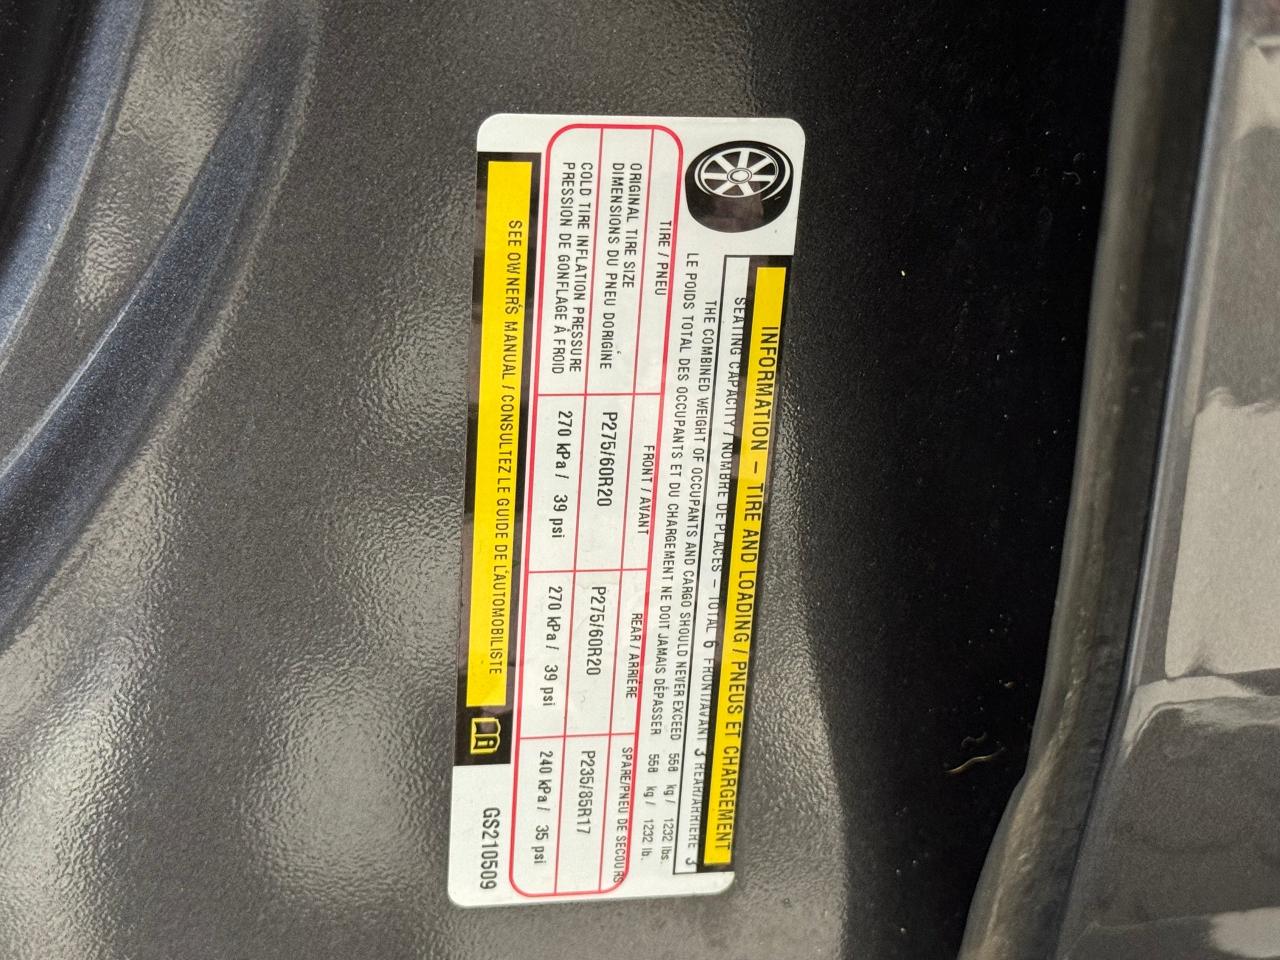 INFORMATION – TIRE AND LOADING / PNEUS ET CHARGEMENT
SEATING CAPACITY / NOMBRE DE PLACES – TOTAL 6 FRONT/AVANT 3 REAR/ARRIÈRE 3
THE COMBINED WEIGHT OF OCCUPANTS AND CARGO SHOULD NEVER EXCEED 558 kg / 1232 lbs.
LE POIDS TOTAL DES OCCUPANTS ET DU CHARGEMENT NE DOIT JAMAIS DÉPASSER 558 kg / 1232 lb.
TIRE / PNEU FRONT / AVANT REAR / ARRIÈRE SPARE/PNEU DE SECOURS
ORIGINAL TIRE SIZE
DIMENSIONS DU PNEU D'ORIGINE P275/60R20 P275/60R20 P235/85R17
COLD TIRE INFLATION PRESSURE
PRESSION DE GONFLAGE À FROID 270 kPa / 39 psi 270 kPa / 39 psi 240 kPa / 35 psi
SEE OWNER'S MANUAL / CONSULTEZ LE GUIDE DE L'AUTOMOBILISTE
GS210509